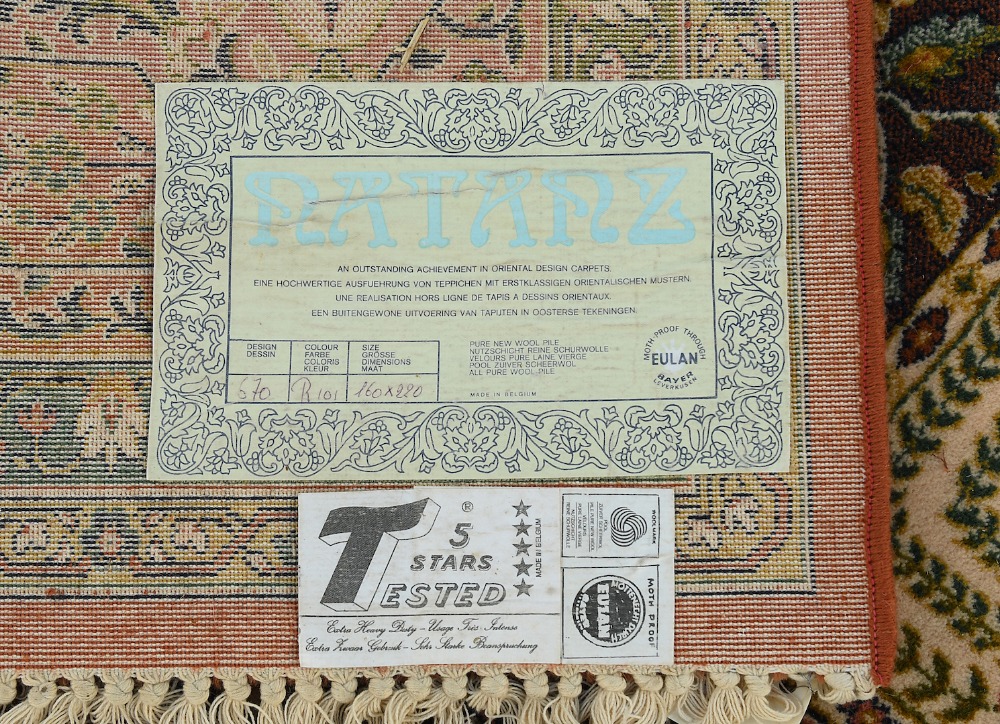 NATANZ
AN OUTSTANDING ACHIEVEMENT IN ORIENTAL DESIGN CARPETS.
EINE HOCHWERTIGE AUSFUEHRUNG VON TEPPICHEN MIT ERSTKLASSIGEN ORIENTALISCHEN MUSTERN.
UNE REALISATION HORS LIGNE DE TAPIS A DESSINS ORIENTAUX.
EEN BUITENGEWONE UITVOERING VAN TAPUTEN IN OOSTERSE TEKENINGEN.
DESIGN
DESSIN
COLOUR
FARBE
COLORIS
KLEUR
SIZE
GRÖSSE
DIMENSIONS
MAAT
670
R 101
160x220
PURE NEW WOOL PILE
NUTZSCHICHT REINE SCHURWOLLE
VELOURS PURE LAINE VIERGE
POOL ZUIVER SCHEERWOL
ALL PURE WOOL-PILE
MADE IN BELGIUM
MOTH-PROOF THROUGH
EULAN
BAYER
LEVERKUSEN
TESTED
®
5
STARS
MADE IN BELGIUM
Extra Heavy Duty - Usage Très Intense
Extra Zwaar Gebruik - Sehr Starke Beanspruchung
WOOLMARK
MOTH PROOF
EULAN